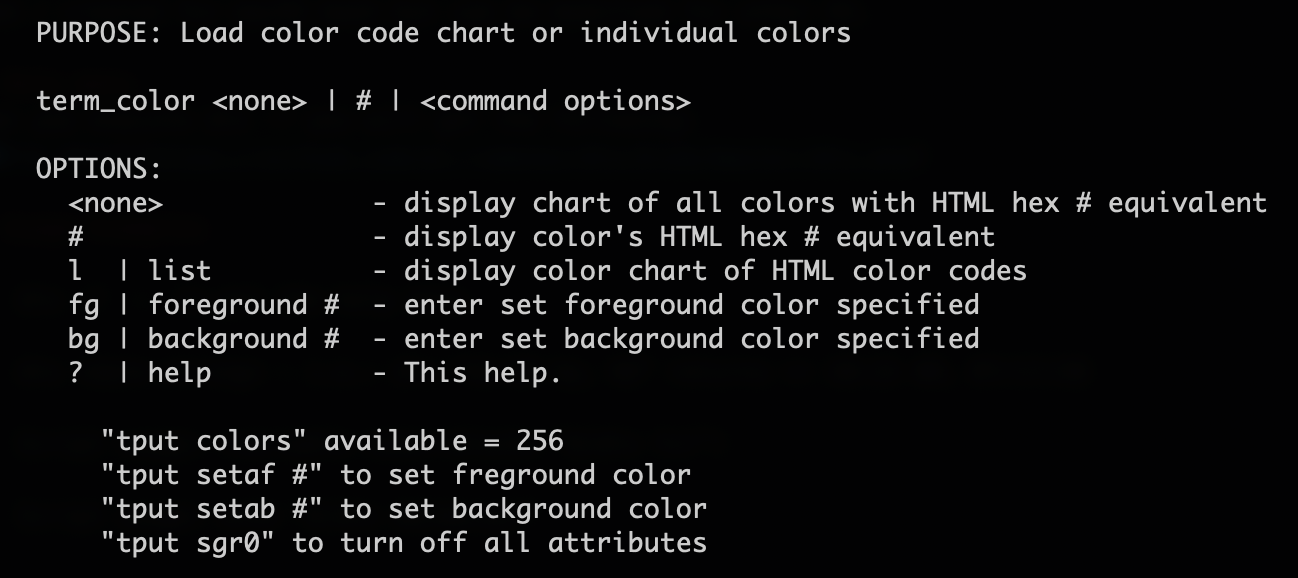 PURPOSE: Load color code chart or individual colors
term_color <none> | # | <command options>
OPTIONS:
<none> - display chart of all colors with HTML hex # equivalent
# - display color's HTML hex # equivalent
l | list - display color chart of HTML color codes
fg | foreground # - enter set foreground color specified
bg | background # - enter set background color specified
? | help - This help.
"tput colors" available = 256
"tput setaf #" to set freground color
"tput setab #" to set background color
"tput sgr0" to turn off all attributes